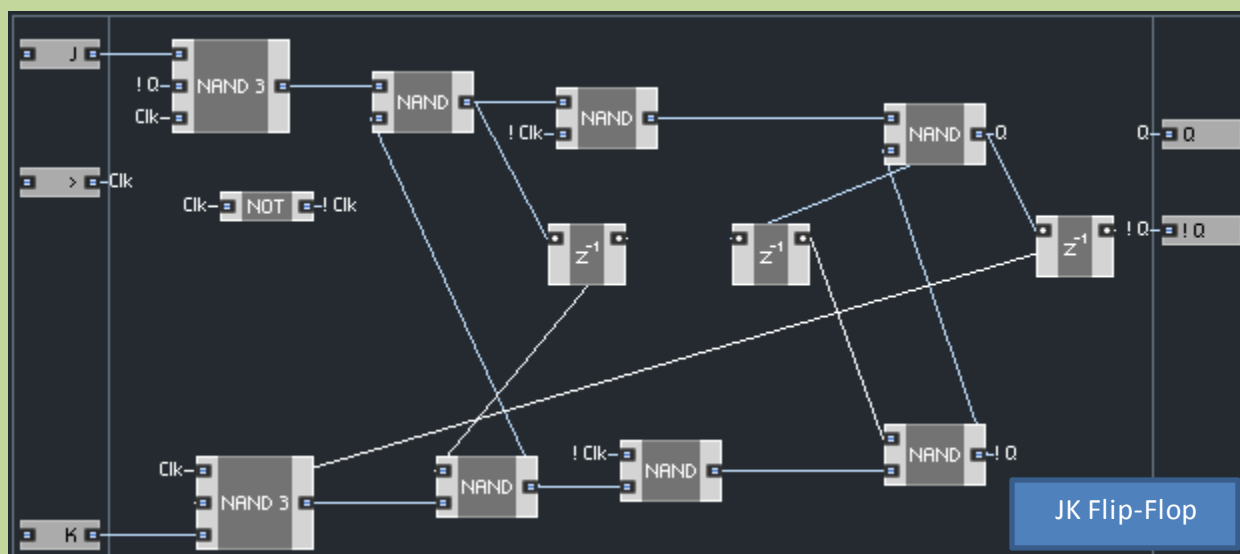 J
! Q
Clk
NAND 3
NAND
! Clk
NAND
NAND
Q
Q
Q
>
Clk
Clk
NOT
! Clk
z⁻¹
z⁻¹
z⁻¹
! Q
! Q
Clk
NAND 3
NAND
! Clk
NAND
NAND
! Q
K
JK Flip-Flop